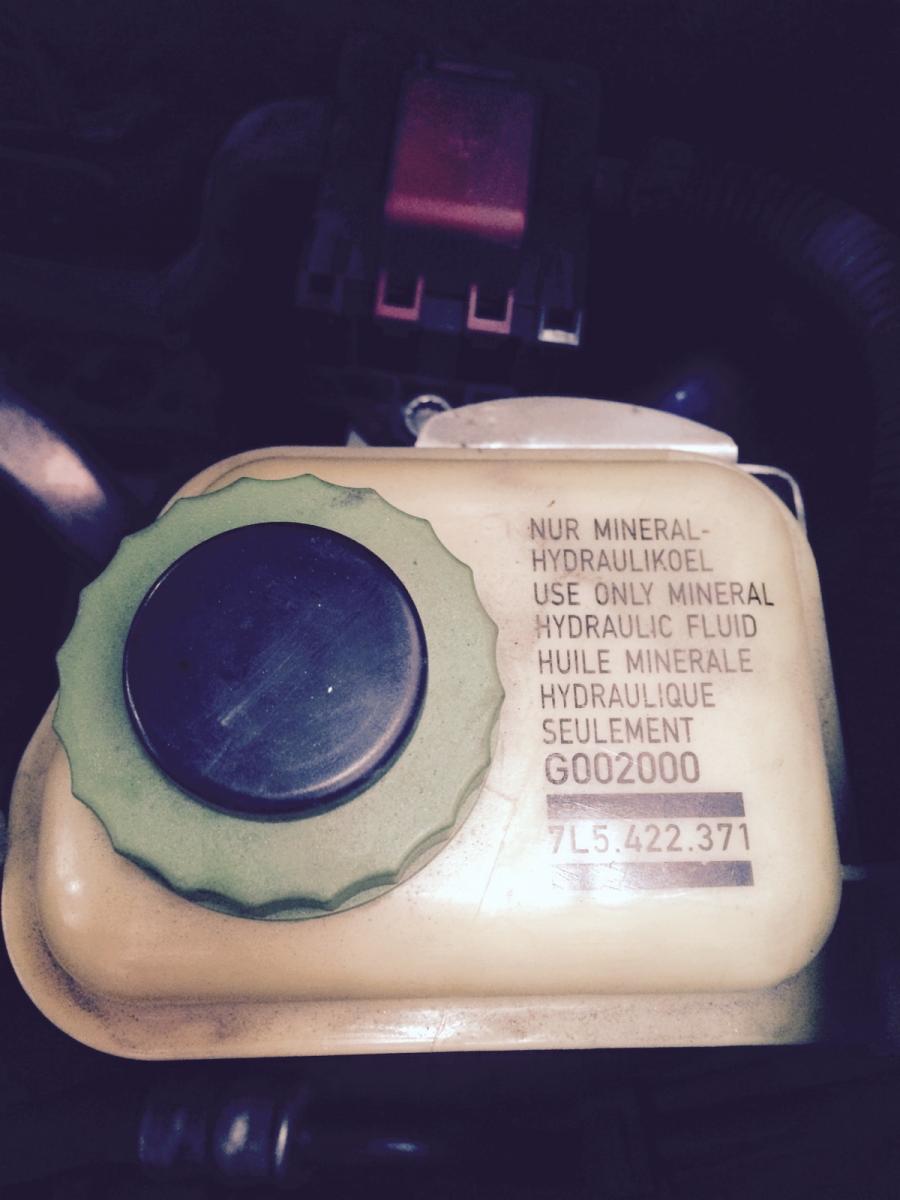 NUR MINERAL-
HYDRAULIKOEL
USE ONLY MINERAL
HYDRAULIC FLUID
HUILE MINERALE
HYDRAULIQUE
SEULEMENT
G002000
7L5.422.371